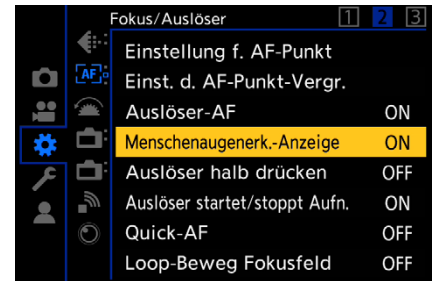 Fokus/Auslöser 1 2 3
Einstellung f. AF-Punkt
AF
Einst. d. AF-Punkt-Vergr.
Auslöser-AF ON
Menschenaugenerk.-Anzeige ON
Auslöser halb drücken OFF
Auslöser startet/stoppt Aufn. ON
Quick-AF OFF
Loop-Beweg Fokusfeld OFF